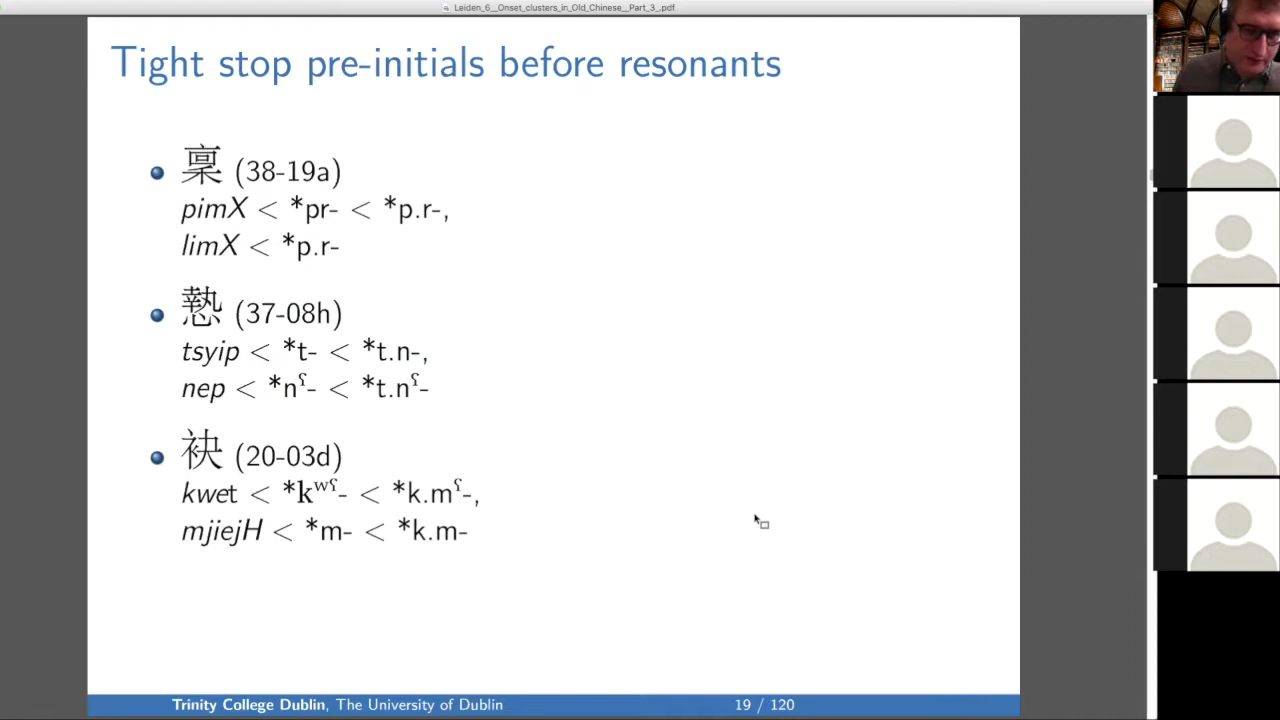 Leiden_6__Onset_clusters_in_Old_Chinese__Part_3_.pdf
Tight stop pre-initials before resonants
稟 (38-19a)
pimX < *pr- < *p.r-,
limX < *p.r-
慹 (37-08h)
tsyip < *t- < *t.n-,
nep < *nˤ- < *t.nˤ-
袂 (20-03d)
kwet < *kʷˤ- < *k.mˤ-,
mjiejH < *m- < *k.m-
Trinity College Dublin, The University of Dublin
19 / 120